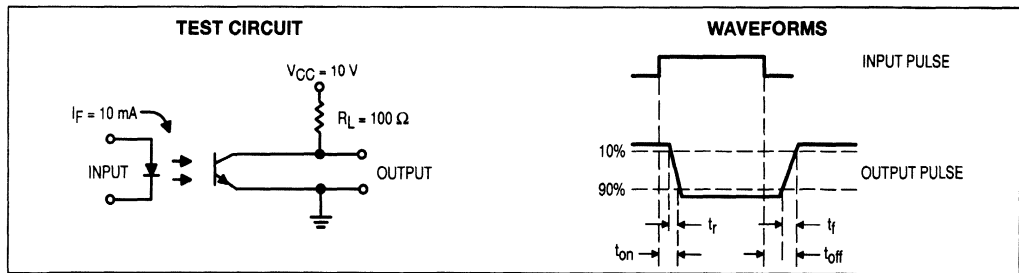 TEST CIRCUIT
VCC = 10 V
IF = 10 mA
RL = 100 Ω
INPUT
OUTPUT
WAVEFORMS
INPUT PULSE
10%
90%
OUTPUT PULSE
tr
tf
ton
toff